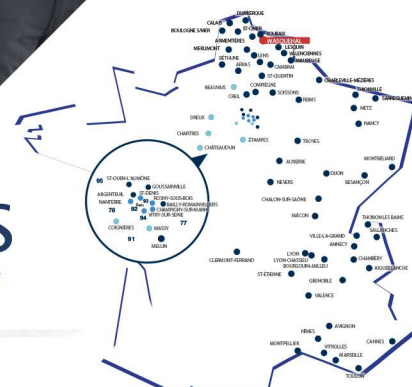 DUNKERQUE
CALAIS
ST-OMER
BOULOGNE S/MER
ROUBAIX
ARMENTIÈRES
WASQUEHAL
LESQUIN
MERLIMONT
LENS
VALENCIENNES
BÉTHUNE
MAUBEUGE
ARRAS
CAMBRAI
ST-QUENTIN
CHARLEVILLE-MÉZIÈRES
BEAUVAIS
COMPIÈGNE
THIONVILLE
CREIL
SOISSONS
REIMS
METZ
DREUX
NANCY
CHARTRES
ÉTAMPES
TROYES
CHÂTEAUDUN
AUXERRE
MONTBÉLIARD
95
ST-OUEN-L'AUMÔNE
GOUSSAINVILLE
ARGENTEUIL
ST-DENIS
ROSNY-SOUS-BOIS
NANTERRE
92
93
Paris
78
CHAMPIGNY-SUR-MARNE
94
VITRY-SUR-SEINE
77
COIGNIÈRES
MASSY
91
MELUN
DIJON
NEVERS
BESANÇON
CHALON-SUR-SAÔNE
MÂCON
THONON LES BAINS
VILLE-LA-GRAND
SALLANCHES
ANNECY
CLERMONT-FERRAND
LYON
LYON-CHASSIEU
CHAMBÉRY
BOURGOIN-JAILLEU
AIGUEBLANCHE
ST-ÉTIENNE
GRENOBLE
VALENCE
AVIGNON
NÎMES
CANNES
MONTPELLIER
VITROLLES
MARSEILLE
TOULON
S